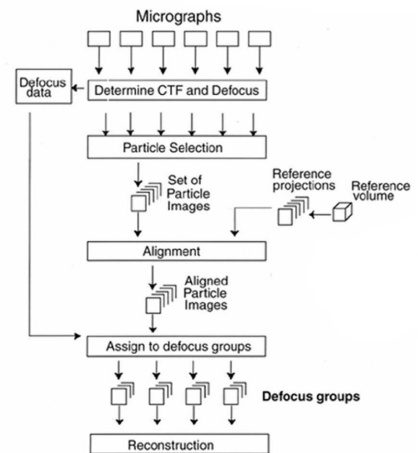 Micrographs
Defocus
data
Determine CTF and Defocus
Particle Selection
Set of
Particle
Images
Reference
projections
Reference
volume
Alignment
Aligned
Particle
Images
Assign to defocus groups
Defocus groups
Reconstruction